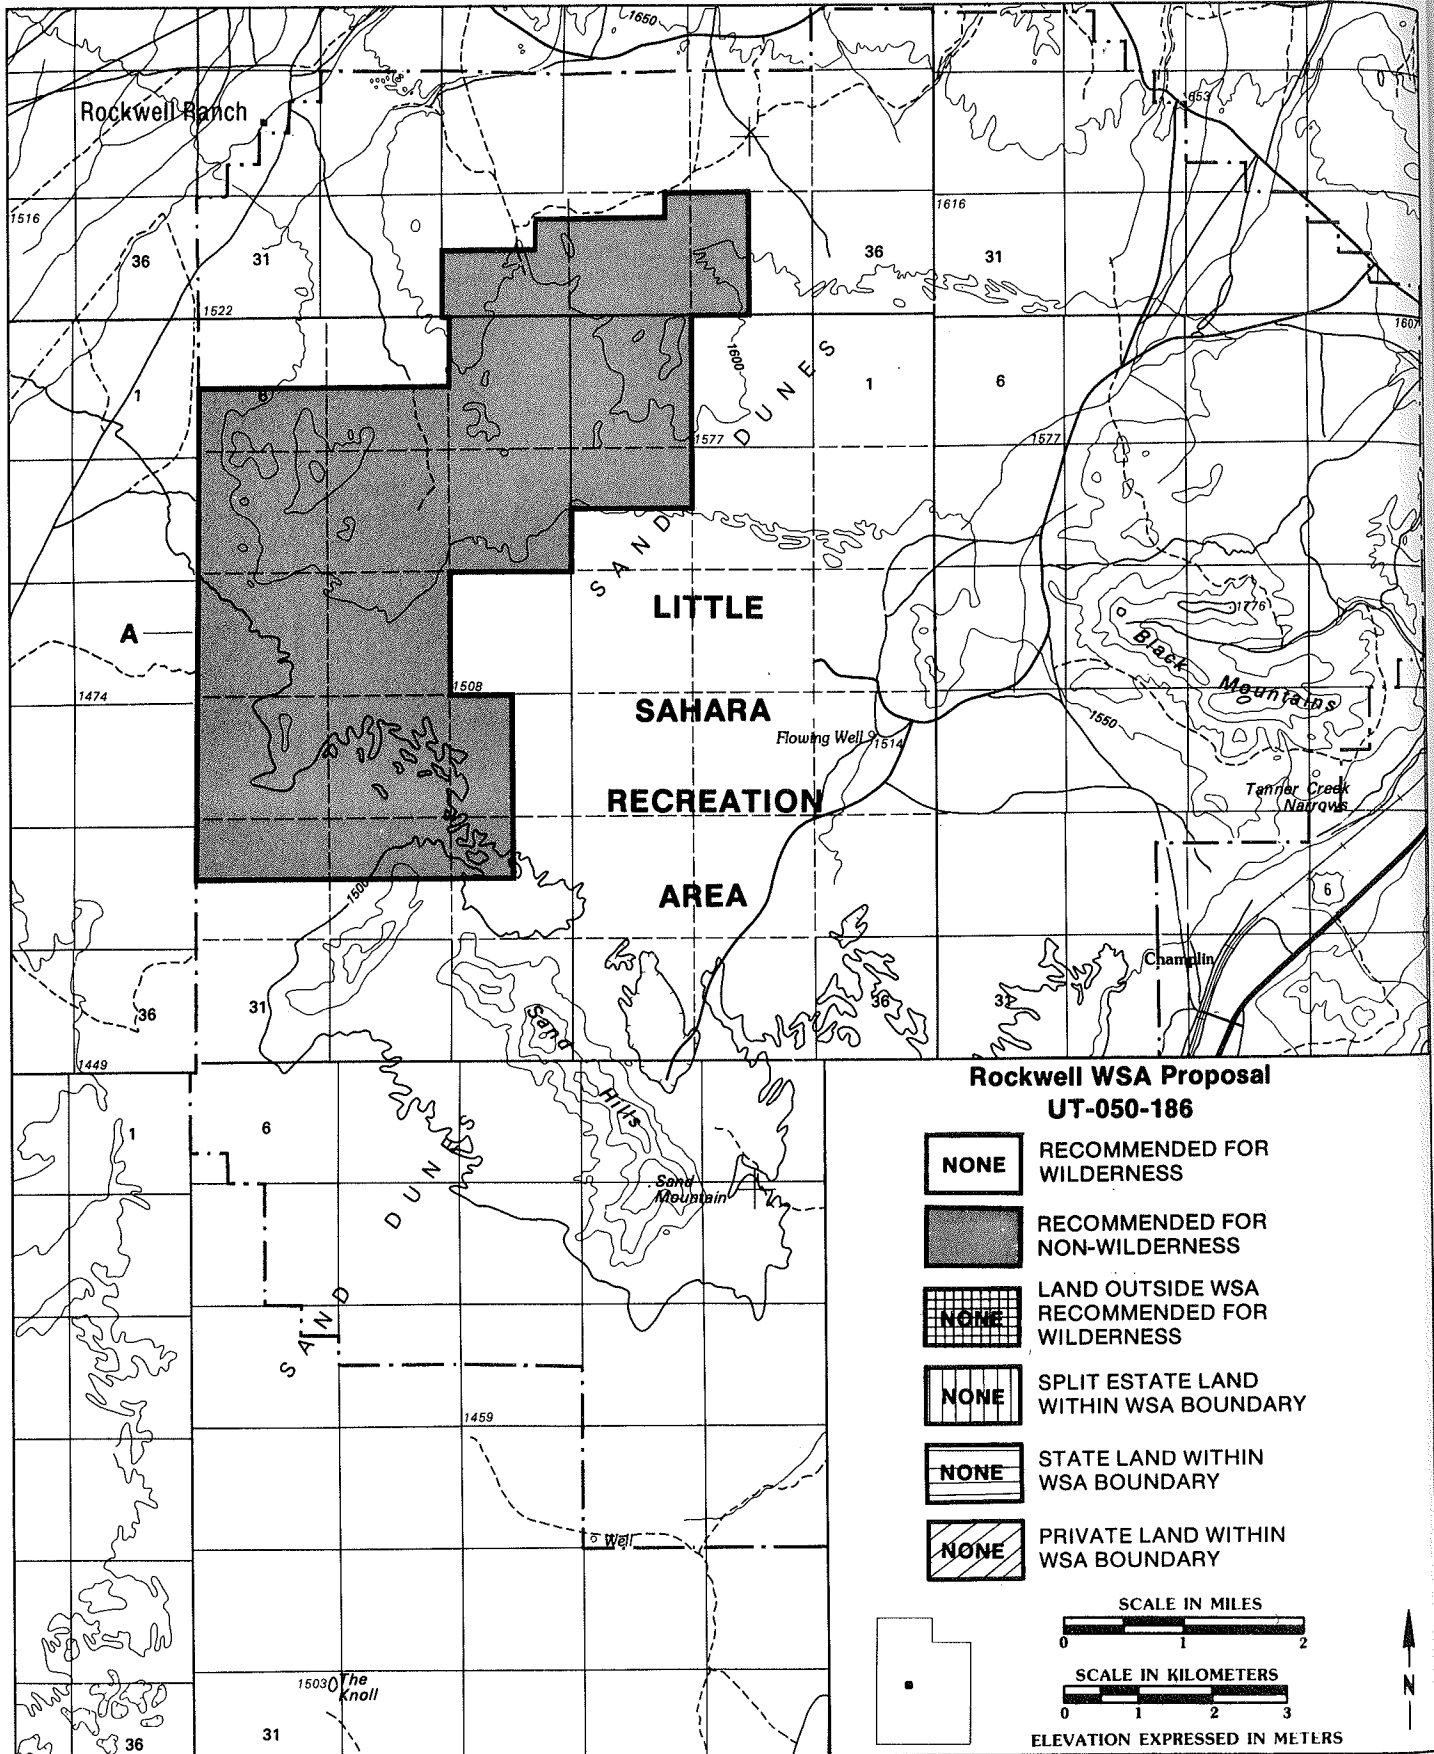 1650
Rockwell Ranch
1653
1516
1616
36
31
36
31
1522
1607
1600
SAND DUNES
1
6
1
6
1577
1577
A
LITTLE
SAHARA
RECREATION
AREA
1776
Black
Mountains
1508
1474
Flowing Well
1514
1550
Tanner Creek
Narrows
1500
6
Champlin
36
31
36
31
1449
Sand
Hills
Rockwell WSA Proposal
UT-050-186
1
6
SAND DUNES
Sand
Mountain
NONE
RECOMMENDED FOR
WILDERNESS
RECOMMENDED FOR
NON-WILDERNESS
NONE
LAND OUTSIDE WSA
RECOMMENDED FOR
WILDERNESS
NONE
SPLIT ESTATE LAND
WITHIN WSA BOUNDARY
NONE
STATE LAND WITHIN
WSA BOUNDARY
NONE
PRIVATE LAND WITHIN
WSA BOUNDARY
1459
Well
1503
The
Knoll
31
36
SCALE IN MILES
0 1 2
SCALE IN KILOMETERS
0 1 2 3
ELEVATION EXPRESSED IN METERS
N